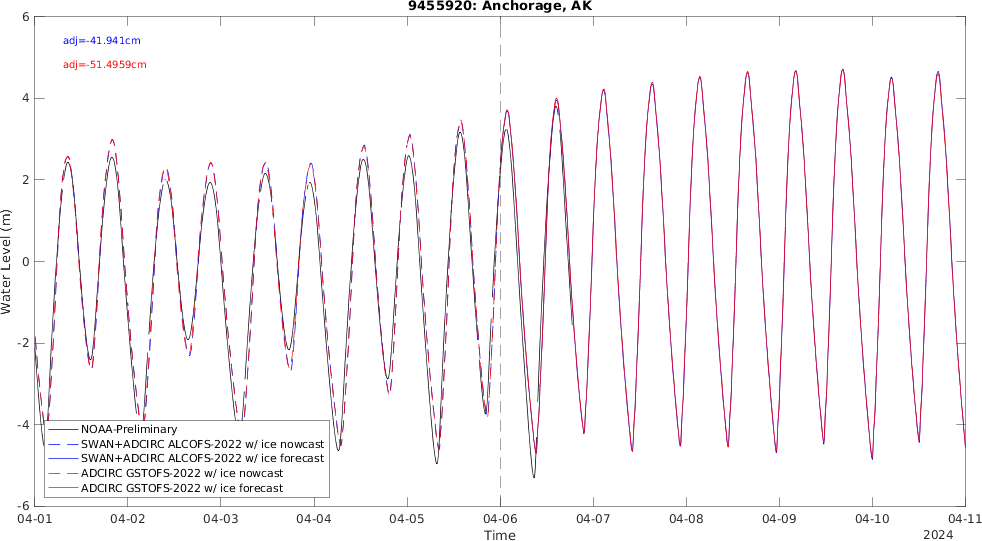 9455920: Anchorage, AK
adj=-41.941cm
adj=-51.4959cm
6
4
2
0
-2
-4
-6
Water Level (m)
NOAA-Preliminary
SWAN+ADCIRC ALCOFS-2022 w/ ice nowcast
SWAN+ADCIRC ALCOFS-2022 w/ ice forecast
ADCIRC GSTOFS-2022 w/ ice nowcast
ADCIRC GSTOFS-2022 w/ ice forecast
04-01 04-02 04-03 04-04 04-05 04-06 04-07 04-08 04-09 04-10 04-11
Time
2024